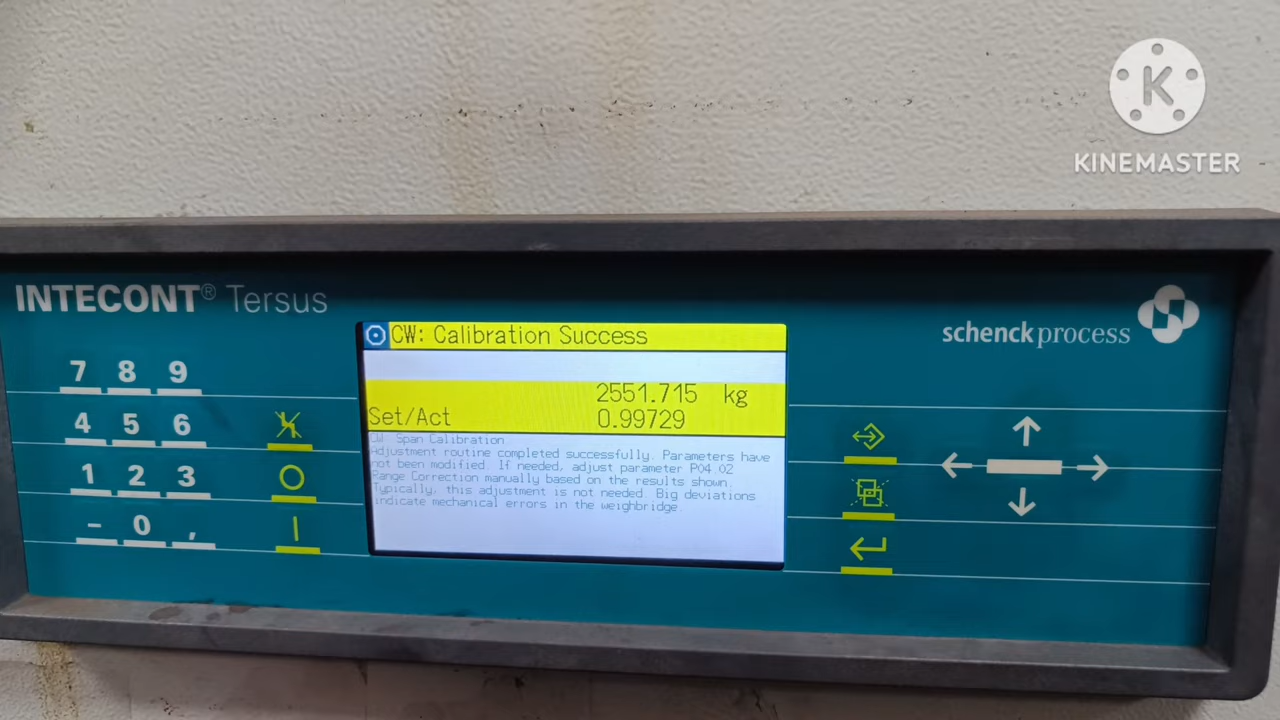 K
KINEMASTER
INTECONT® Tersus
schenck process
CW: Calibration Success
2551.715 kg
Set/Act 0.99729
CW: Span Calibration
Adjustment routine completed successfully. Parameters have
not been modified. If needed, adjust parameter P04.02
Range Correction manually based on the results shown.
Typically, this adjustment is not needed. Big deviations
indicate mechanical errors in the weighbridge.
7 8 9
4 5 6
1 2 3
- 0 ,